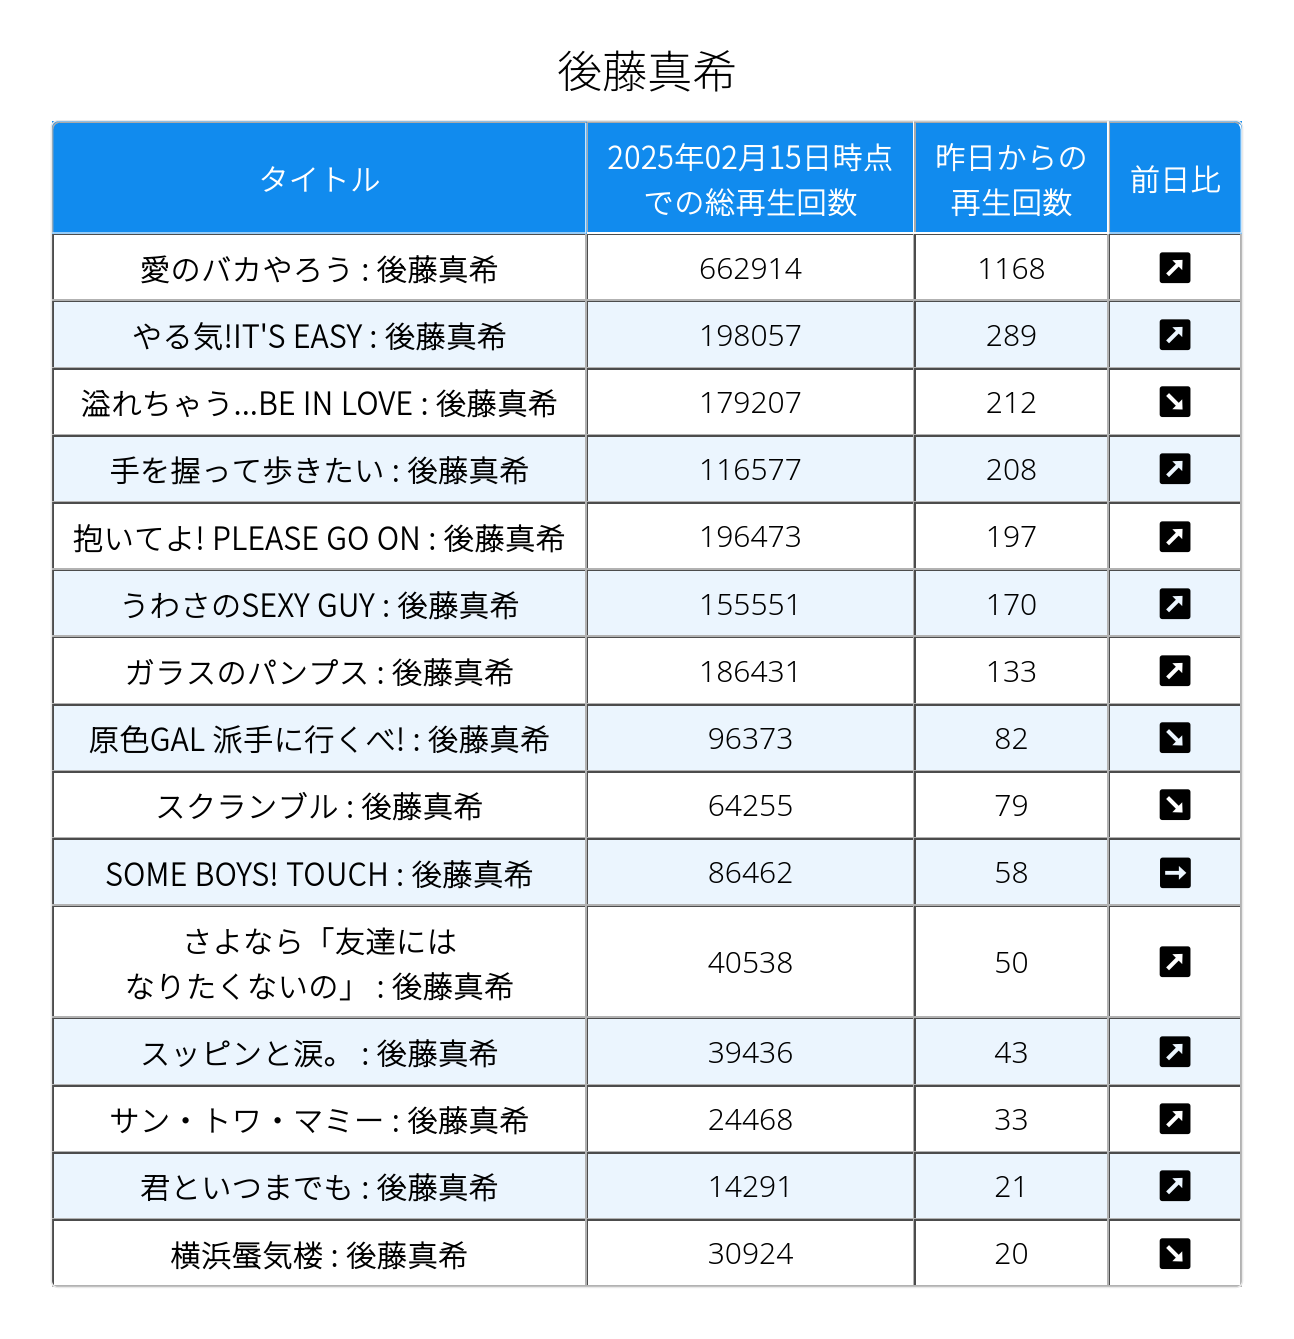 後藤真希
タイトル
2025年02月15日時点
での総再生回数
昨日からの
再生回数
前日比
愛のバカやろう : 後藤真希 662914 1168 ↗
やる気!IT'S EASY : 後藤真希 198057 289 ↗
溢れちゃう...BE IN LOVE : 後藤真希 179207 212 ↘
手を握って歩きたい : 後藤真希 116577 208 ↗
抱いてよ! PLEASE GO ON : 後藤真希 196473 197 ↗
うわさのSEXY GUY : 後藤真希 155551 170 ↗
ガラスのパンプス : 後藤真希 186431 133 ↗
原色GAL 派手に行くべ! : 後藤真希 96373 82 ↘
スクランブル : 後藤真希 64255 79 ↘
SOME BOYS! TOUCH : 後藤真希 86462 58 →
さよなら「友達には
なりたくないの」 : 後藤真希 40538 50 ↗
スッピンと涙。 : 後藤真希 39436 43 ↗
サン・トワ・マミー : 後藤真希 24468 33 ↗
君といつまでも : 後藤真希 14291 21 ↗
横浜蜃気楼 : 後藤真希 30924 20 ↘